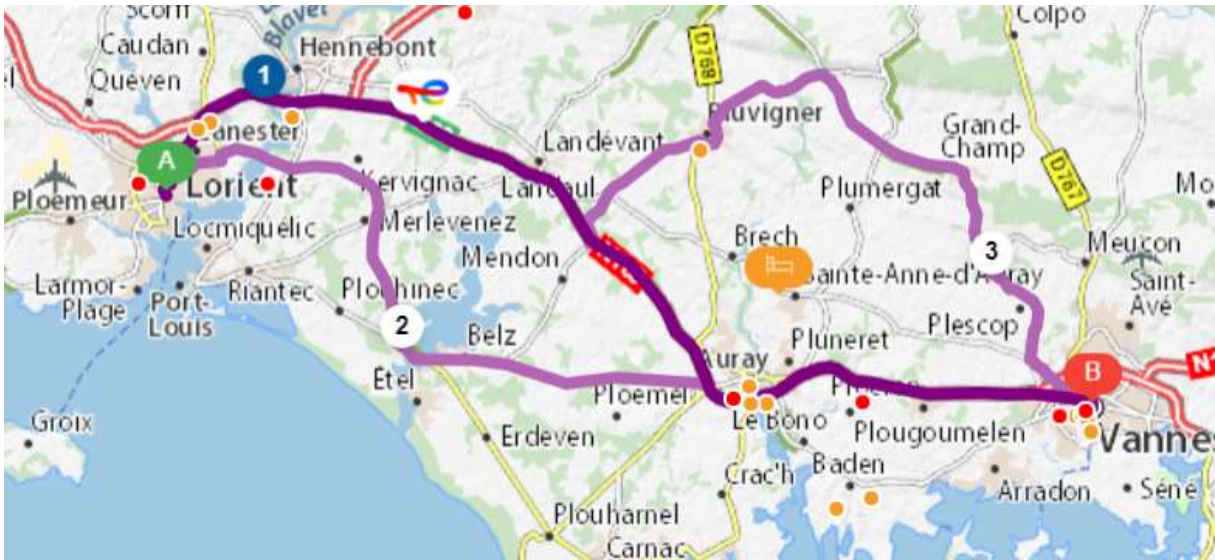 Scorff
Blavet
Colpo
Caudan
Hennebont
D768
1
Quéven
Lanester
Pluvigner
Landévant
Grand-
Champ
A
Lorient
Kervignac
Landaul
D767
Ploemeur
Plumergat
Merlevenez
Locmiquélic
Brech
3
Meucon
Mendon
Sainte-Anne-d'Auray
Saint-
Avé
Larmor-
Plage
Port-
Louis
Riantec
Plouhinec
2
Belz
Plescop
Pluneret
Auray
B
N1
Étel
Ploemel
Groix
Erdeven
Le Bono
Plougoumelen
Vannes
Crac'h
Baden
Arradon
Séné
Plouharnel
Carnac